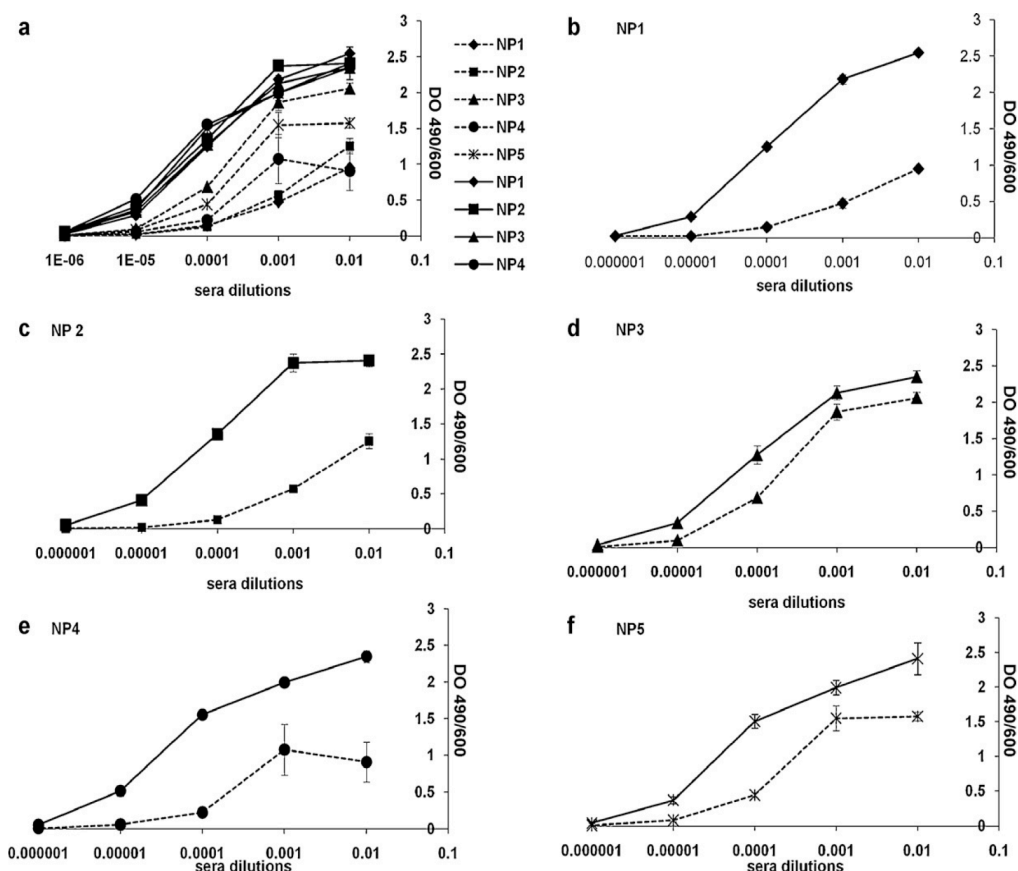 a
3
2.5
2
1.5
1
0.5
0
DO 490/600
1E-06 1E-05 0.0001 0.001 0.01 0.1
sera dilutions
NP1
NP2
NP3
NP4
NP5
NP1
NP2
NP3
NP4
b NP1
3
2.5
2
1.5
1
0.5
0
DO 490/600
0.000001 0.00001 0.0001 0.001 0.01 0.1
sera dilutions
c NP 2
3
2.5
2
1.5
1
0.5
0
DO 490/600
0.000001 0.00001 0.0001 0.001 0.01 0.1
sera dilutions
d NP3
3
2.5
2
1.5
1
0.5
0
DO 490/600
0.000001 0.00001 0.0001 0.001 0.01 0.1
sera dilutions
e NP4
3
2.5
2
1.5
1
0.5
0
DO 490/600
0.000001 0.00001 0.0001 0.001 0.01 0.1
sera dilutions
f NP5
3
2.5
2
1.5
1
0.5
0
DO 490/600
0.000001 0.00001 0.0001 0.001 0.01 0.1
sera dilutions